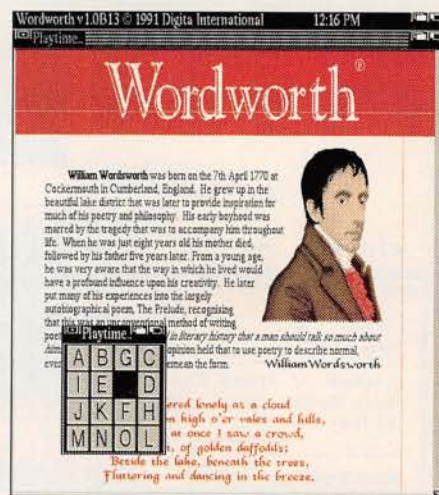 Wordworth v1.0B13 © 1991 Digita International 12:16 PM
Playtime..
Wordworth®
William Wordsworth was born on the 7th April 1770 at
Cockermouth in Cumberland, England. He grew up in the
beautiful lake district that was later to provide inspiration for
much of his poetry and philosophy. His early boyhood was
marred by the tragedy that was to accompany him throughout
life. When he was just eight years old his mother died,
followed by his father five years later. From a young age,
he was very aware that the way in which he lived would
have a profound influence upon his creativity. He later
put many of his experiences into the largely
autobiographical poem, The Prelude, recognising
that this was an unconventional method of writing
in literary history that a man should talk so much about
opinion held that to use poetry to describe normal,
the form.
William Wordsworth
Playtime..
A B G C
I E D
J K F H
M N O L
lonely as a cloud
high o'er vales and hills,
at once I saw a crowd,
of golden daffodils;
Beside the lake, beneath the trees,
Fluttering and dancing in the breeze.